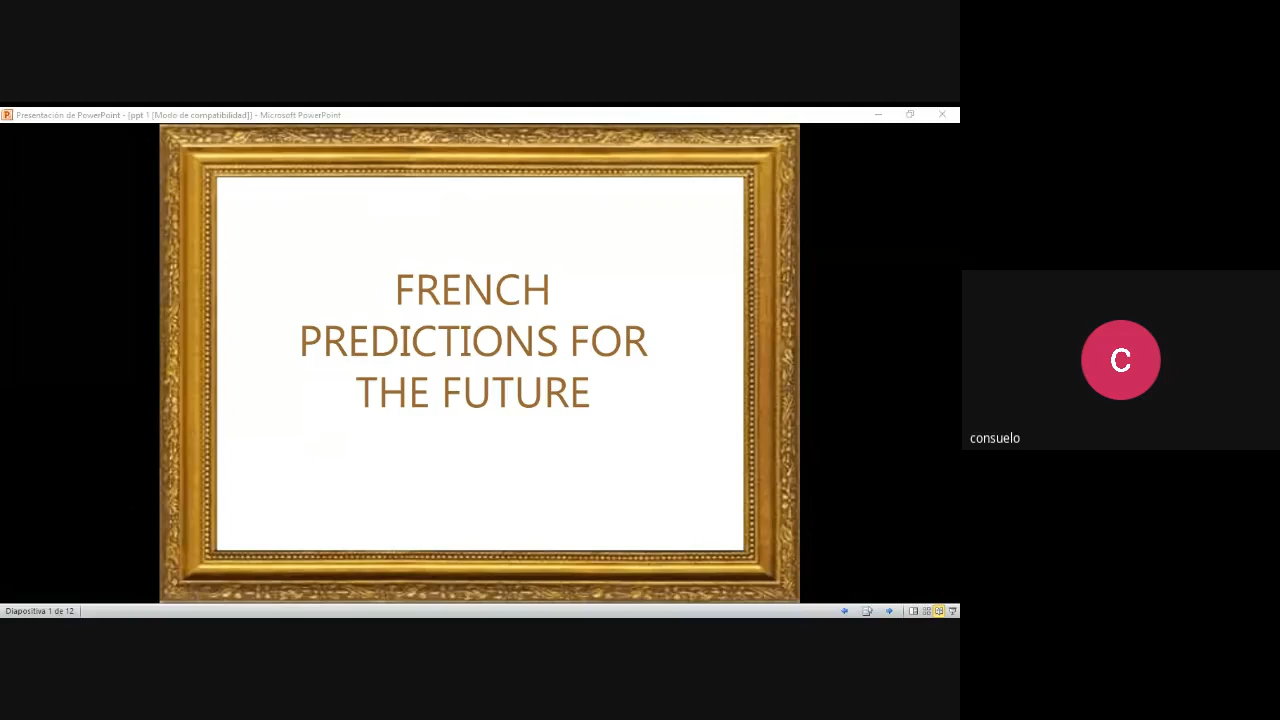 Presentación de PowerPoint - [ppt 1 [Modo de compatibilidad]] - Microsoft PowerPoint
FRENCH
PREDICTIONS FOR
THE FUTURE
C
consuelo
Diapositiva 1 de 12